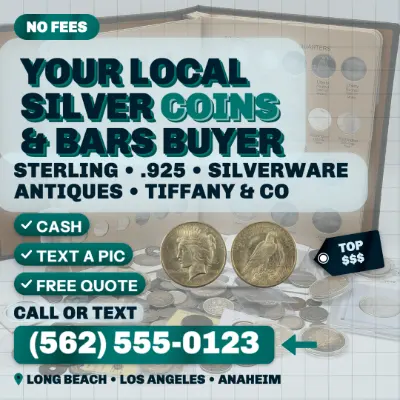 NO FEES
YOUR LOCAL
SILVER COINS
& BARS BUYER
STERLING • .925 • SILVERWARE
ANTIQUES • TIFFANY & CO
CASH
TEXT A PIC
FREE QUOTE
TOP
$$$
CALL OR TEXT
(562) 555-0123
LONG BEACH • LOS ANGELES • ANAHEIM